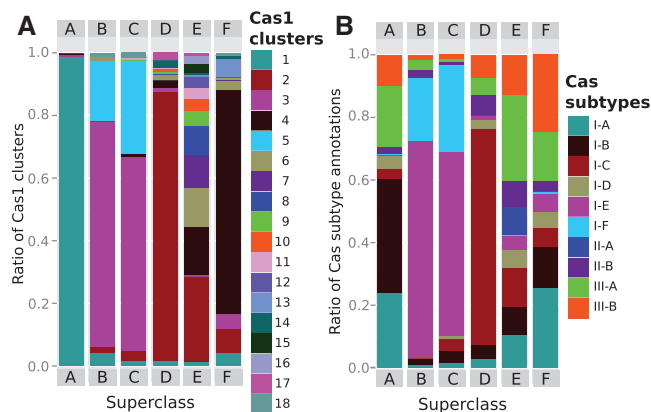 A
A B C D E F
Cas1
clusters
1
2
3
4
5
6
7
8
9
10
11
12
13
14
15
16
17
18
Ratio of Cas1 clusters
1.0
0.8
0.6
0.4
0.2
0.0
A B C D E F
Superclass
B
A B C D E F
Cas
subtypes
I-A
I-B
I-C
I-D
I-E
I-F
II-A
II-B
III-A
III-B
Ratio of Cas subtype annotations
1.0
0.8
0.6
0.4
0.2
0.0
A B C D E F
Superclass